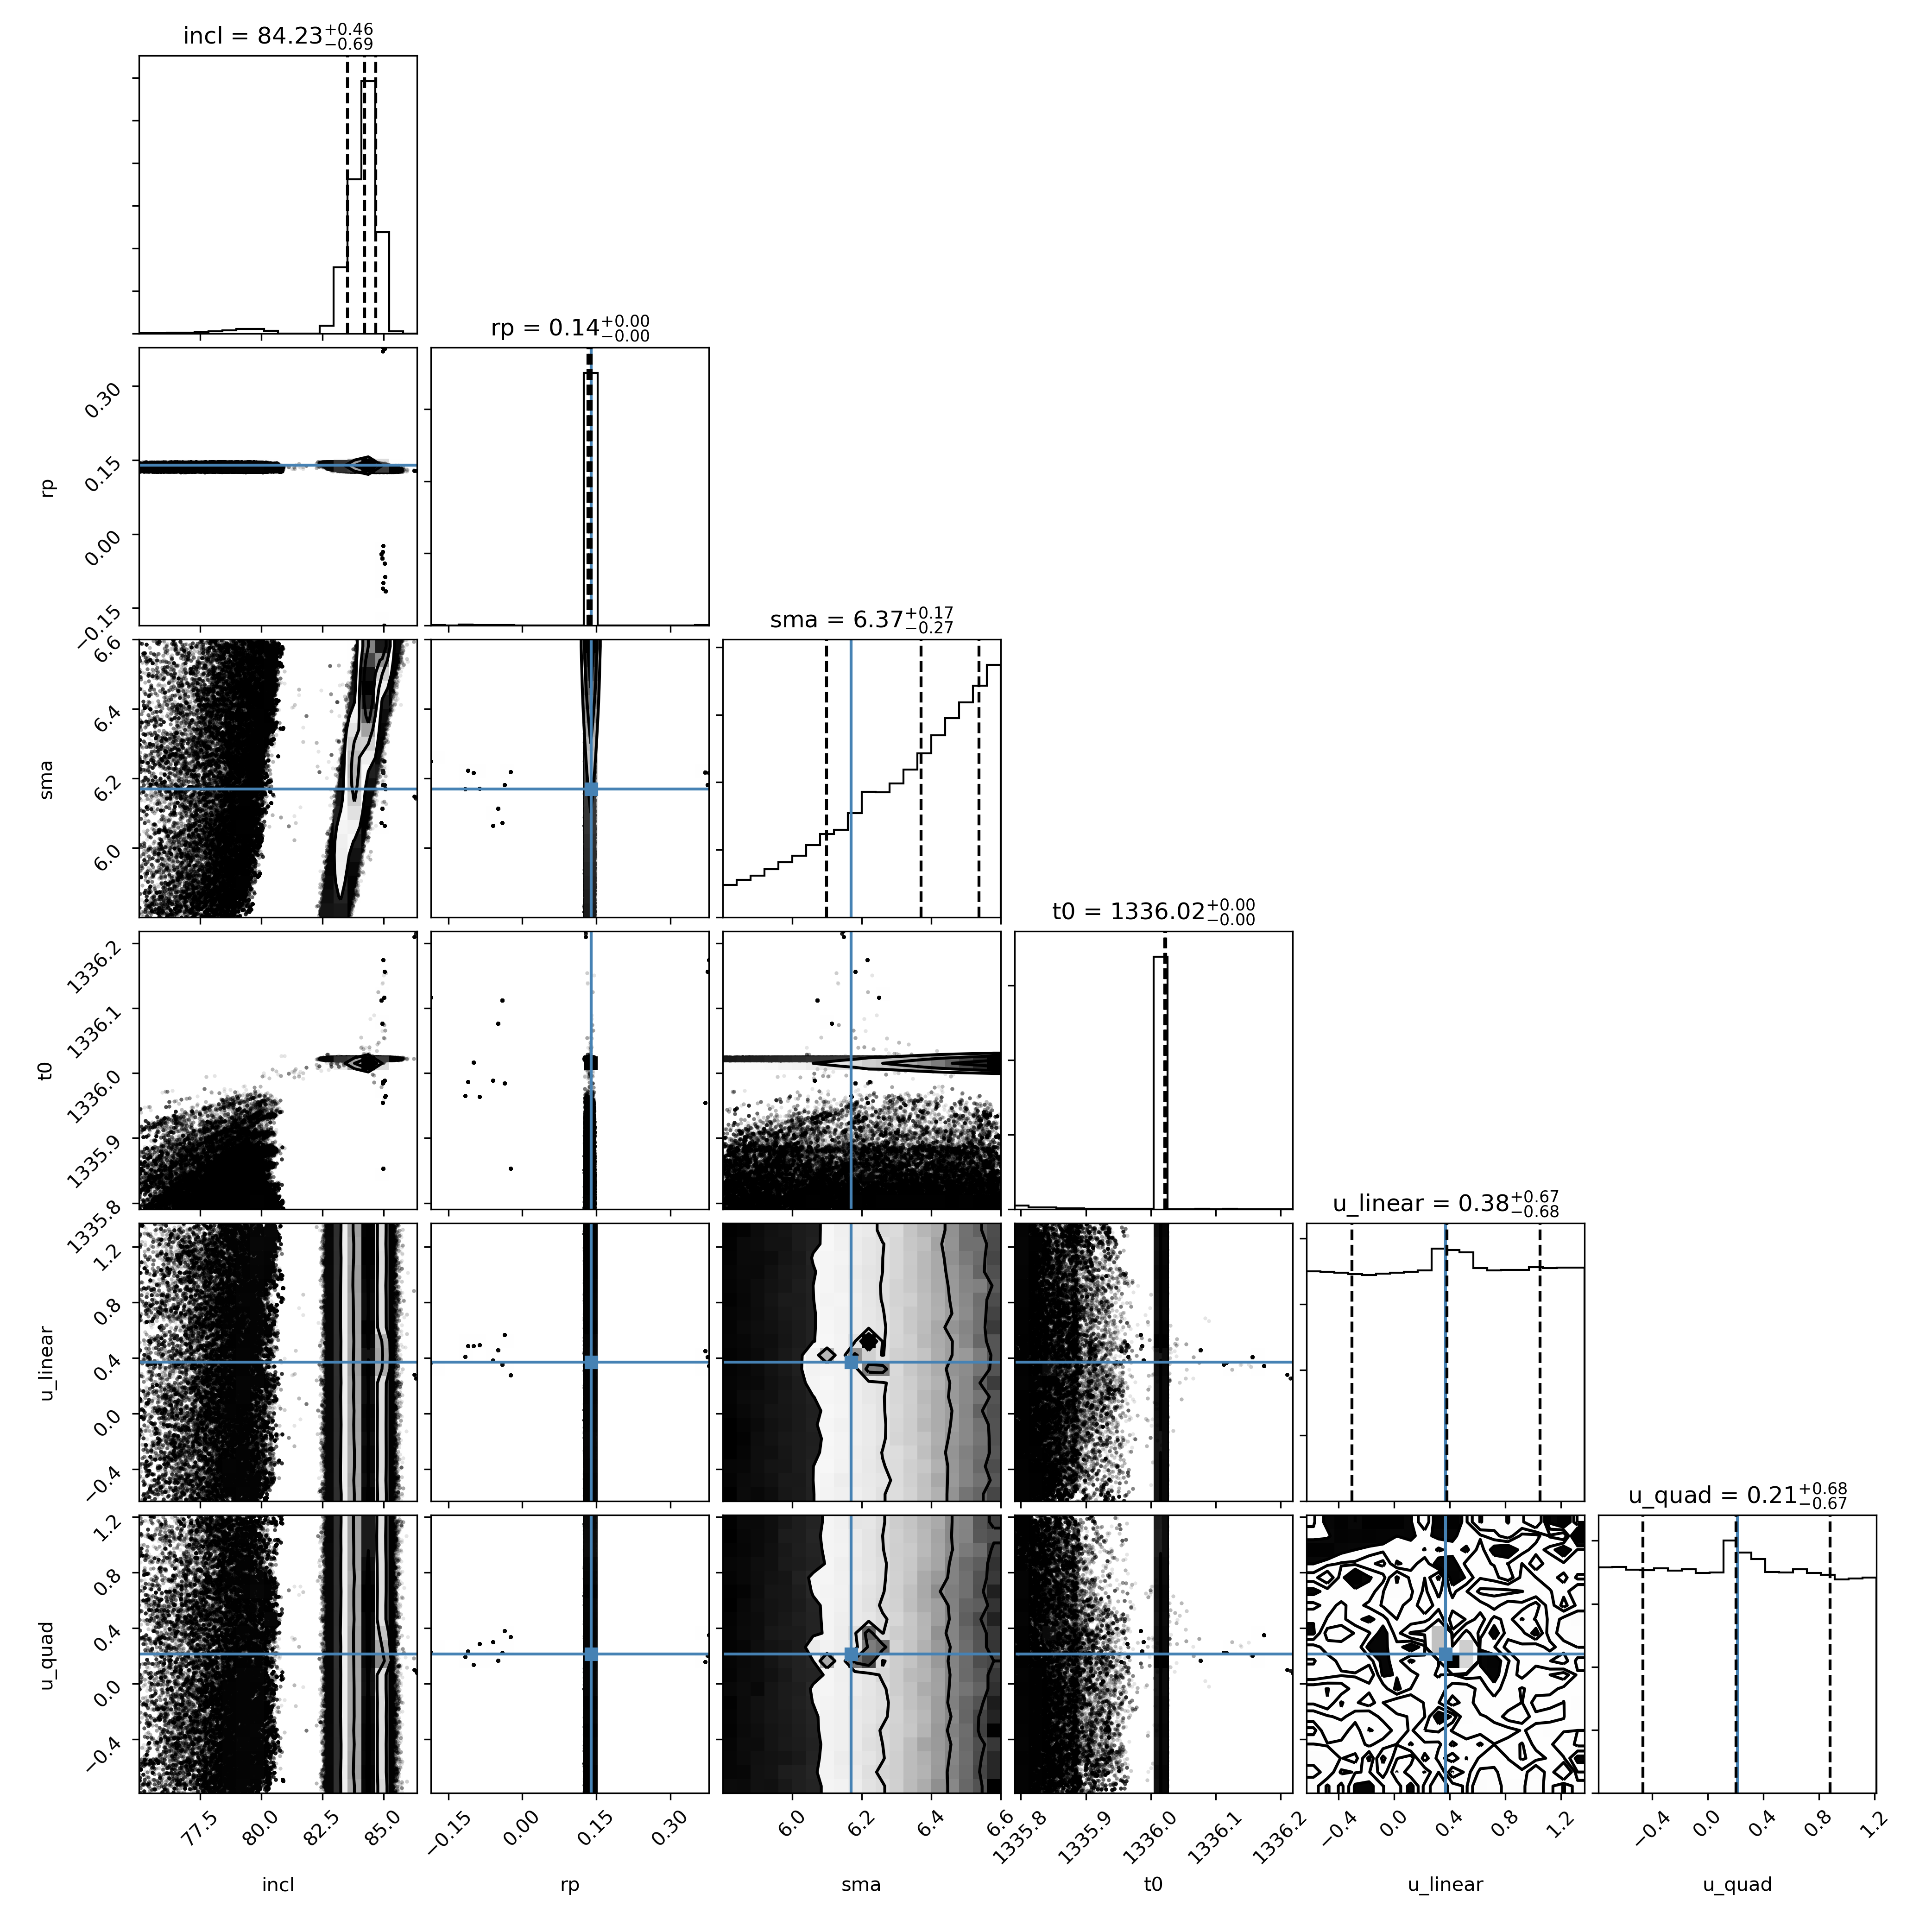 incl = 84.23+0.46−0.69
rp = 0.14+0.00−0.00
0.30
0.15
0.00
−0.15
rp
sma = 6.37+0.17−0.27
6.6
6.4
6.2
6.0
sma
t0 = 1336.02+0.00−0.00
1336.2
1336.1
1336.0
1335.9
1335.8
t0
u_linear = 0.38+0.67−0.68
1.2
0.8
0.4
0.0
−0.4
u_linear
u_quad = 0.21+0.68−0.67
1.2
0.8
0.4
0.0
−0.4
u_quad
77.5 80.0 82.5 85.0 −0.15 0.00 0.15 0.30 6.0 6.2 6.4 6.6 1335.8 1335.9 1336.0 1336.1 1336.2 −0.4 0.0 0.4 0.8 1.2 −0.4 0.0 0.4 0.8 1.2
incl rp sma t0 u_linear u_quad